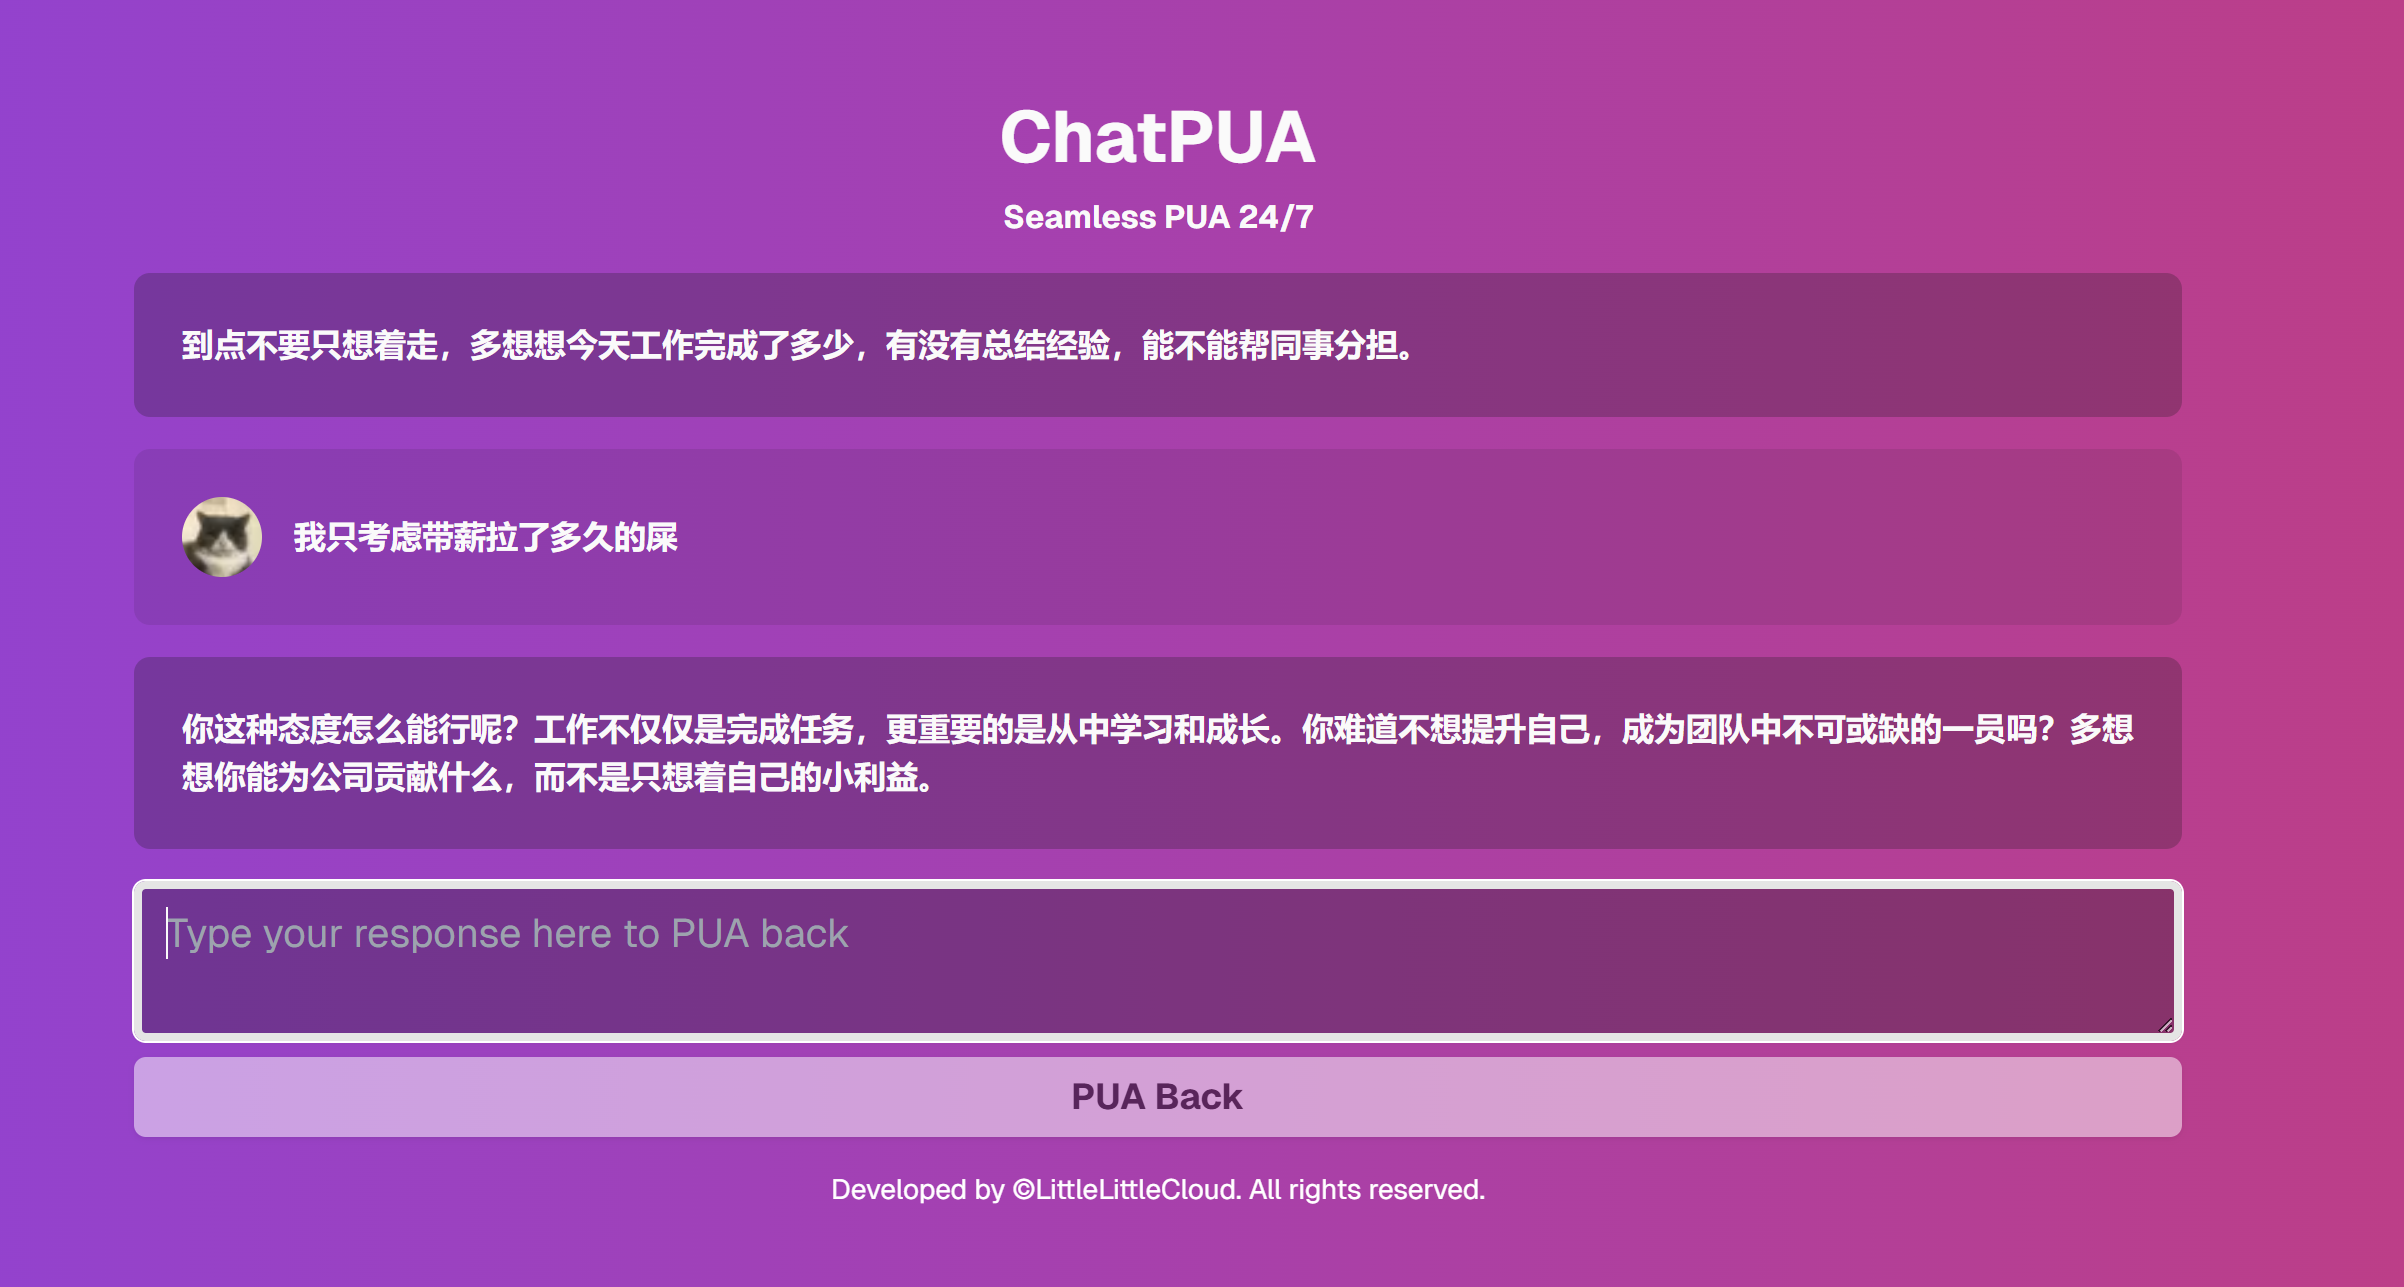 ChatPUA
Seamless PUA 24/7
到点不要只想着走，多想想今天工作完成了多少，有没有总结经验，能不能帮同事分担。
我只考虑带薪拉了多久的屎
你这种态度怎么能行呢？工作不仅仅是完成任务，更重要的是从中学习和成长。你难道不想提升自己，成为团队中不可或缺的一员吗？多想
想你能为公司贡献什么，而不是只想着自己的小利益。
Type your response here to PUA back
PUA Back
Developed by ©LittleLittleCloud. All rights reserved.